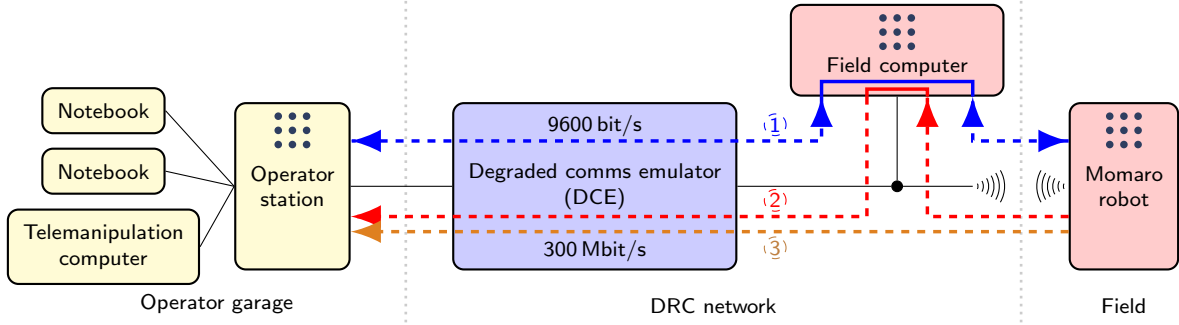 Field computer
Notebook
9600 bit/s
1
Notebook
Operator
station
Degraded comms emulator
(DCE)
Momaro
robot
2
Telemanipulation
computer
300 Mbit/s
3
Operator garage
DRC network
Field